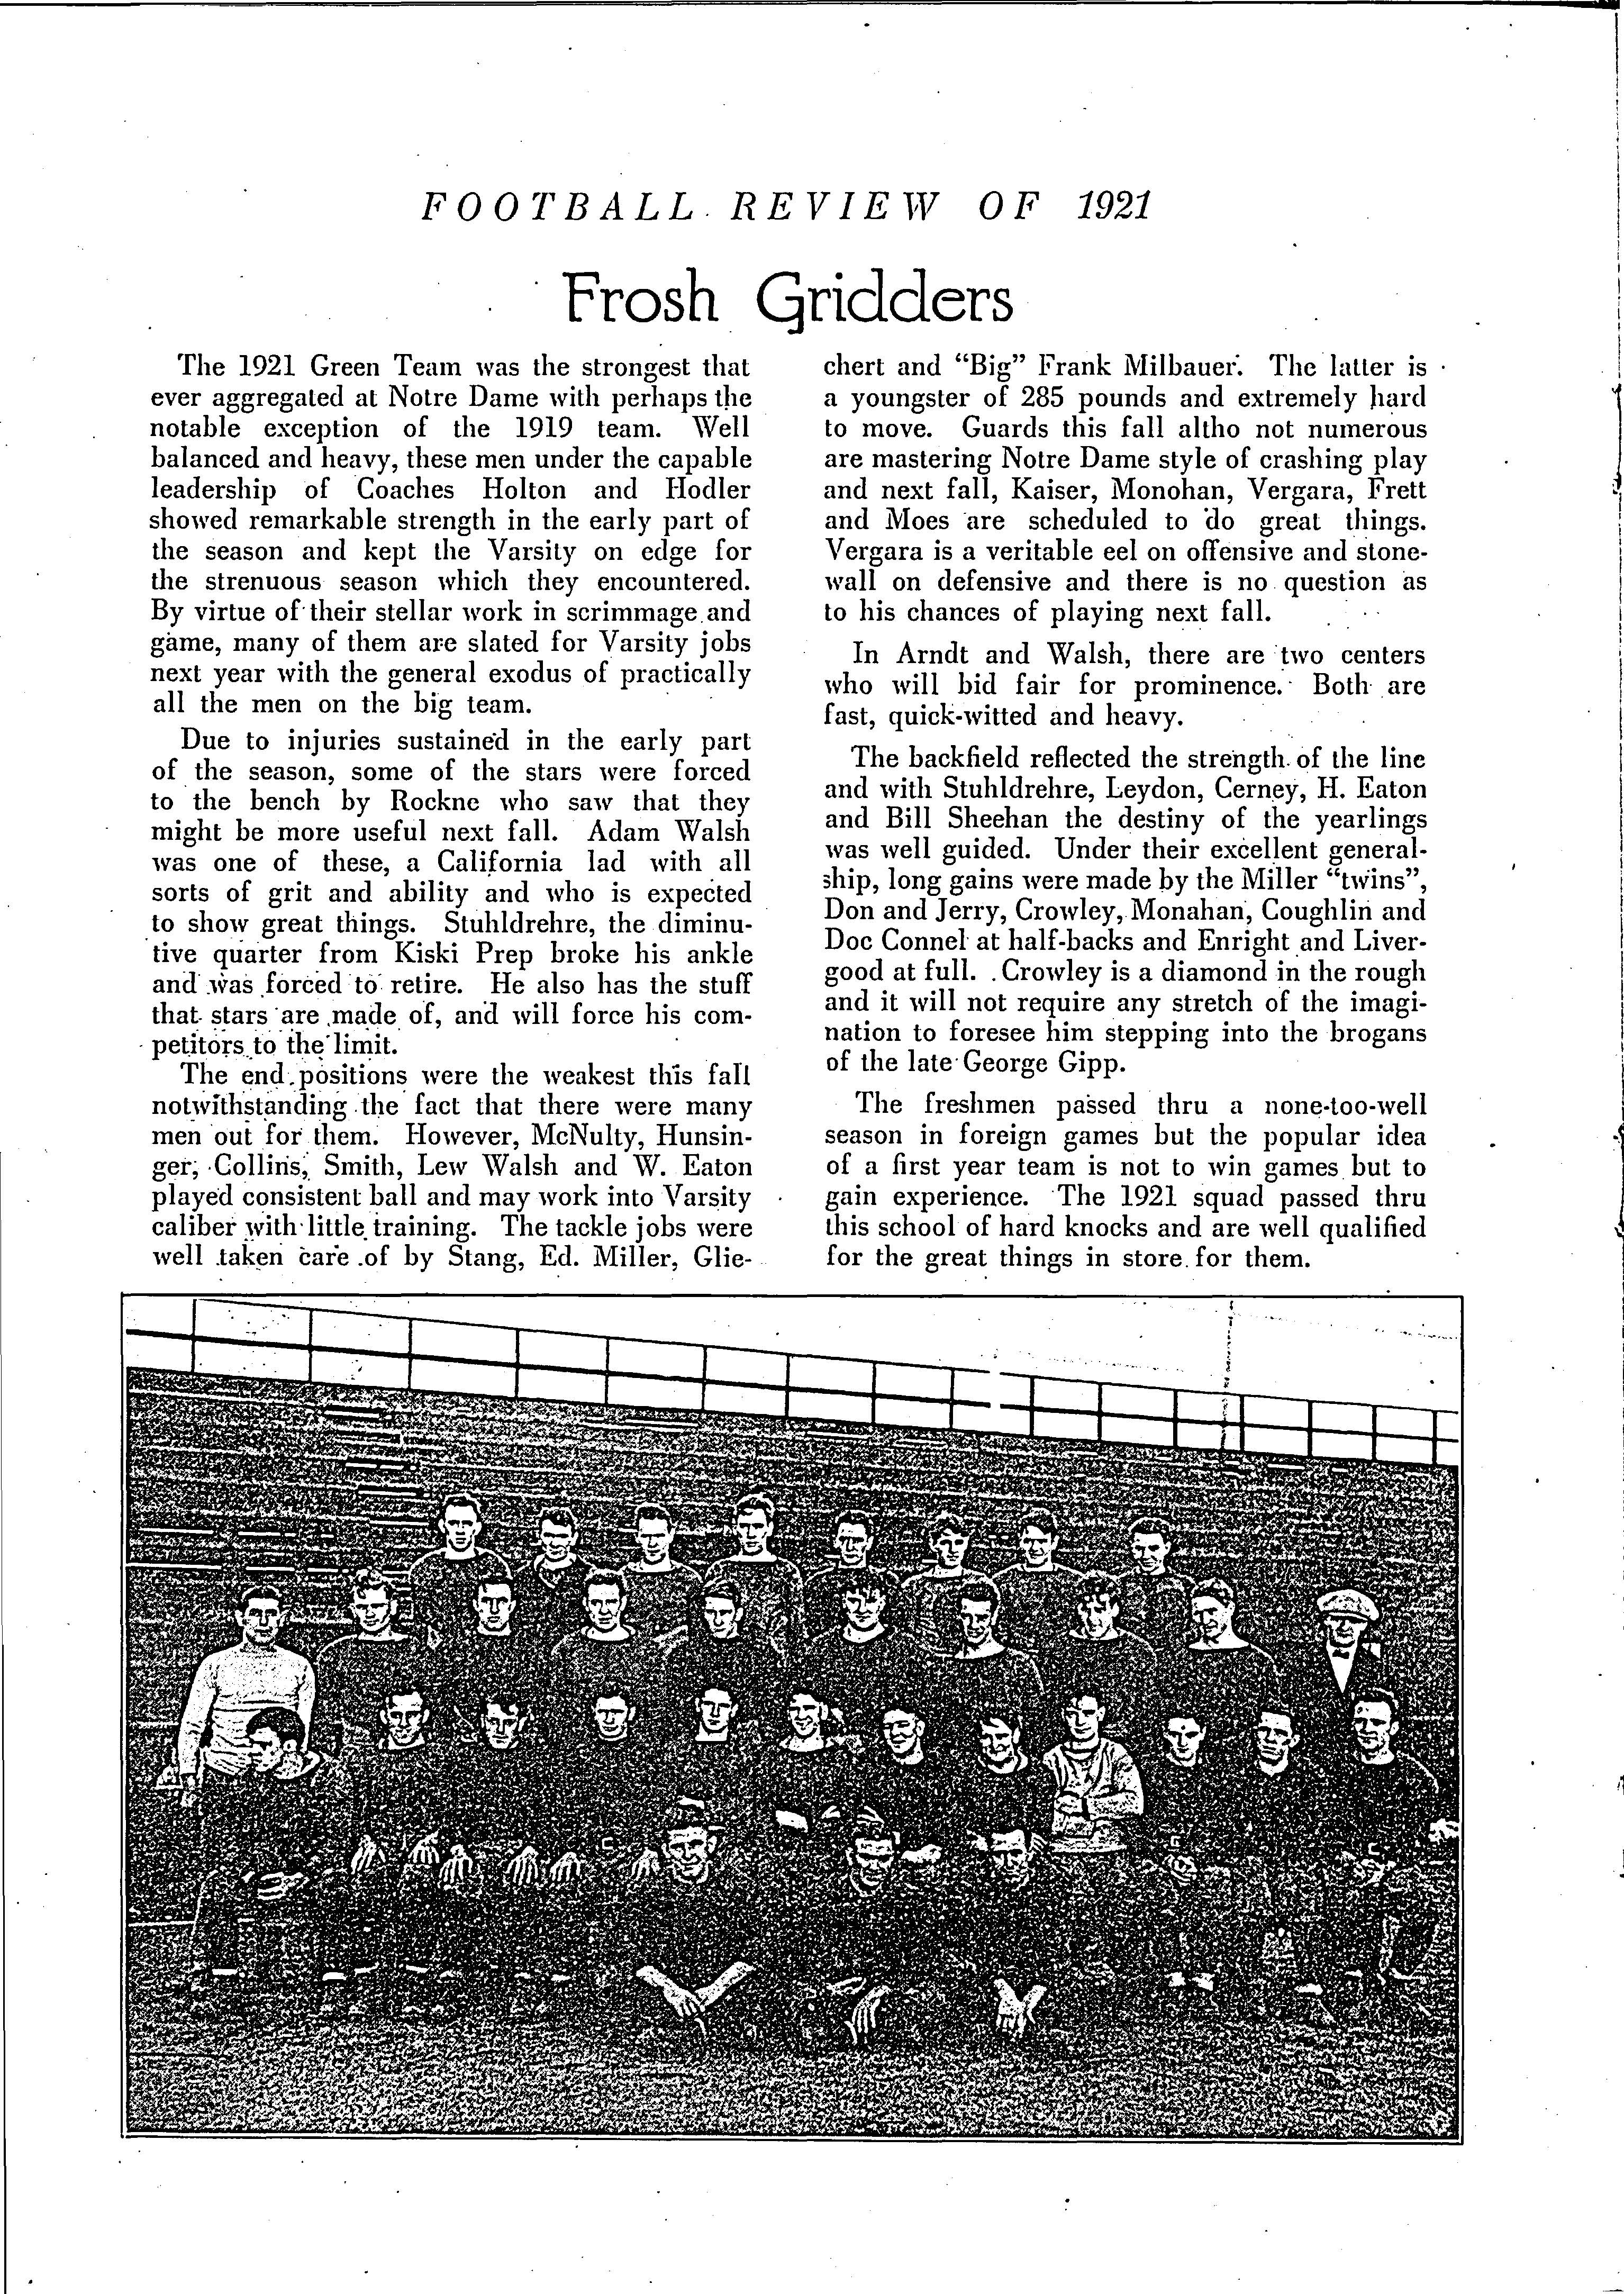 FOOTBALL REVIEW OF 1921
Frosh Gridders
The 1921 Green Team was the strongest that
ever aggregated at Notre Dame with perhaps the
notable exception of the 1919 team. Well
balanced and heavy, these men under the capable
leadership of Coaches Holton and Hodler
showed remarkable strength in the early part of
the season and kept the Varsity on edge for
the strenuous season which they encountered.
By virtue of their stellar work in scrimmage and
game, many of them are slated for Varsity jobs
next year with the general exodus of practically
all the men on the big team.
Due to injuries sustained in the early part
of the season, some of the stars were forced
to the bench by Rockne who saw that they
might be more useful next fall. Adam Walsh
was one of these, a California lad with all
sorts of grit and ability and who is expected
to show great things. Stuhldrehre, the diminu-
tive quarter from Kiski Prep broke his ankle
and was forced to retire. He also has the stuff
that stars are made of, and will force his com-
petitors to the limit.
The end positions were the weakest this fall
notwithstanding the fact that there were many
men out for them. However, McNulty, Hunsin-
ger, Collins, Smith, Lew Walsh and W. Eaton
played consistent ball and may work into Varsity
caliber with little training. The tackle jobs were
well taken care of by Stang, Ed. Miller, Glie-
chert and "Big" Frank Milbauer. The latter is
a youngster of 285 pounds and extremely hard
to move. Guards this fall altho not numerous
are mastering Notre Dame style of crashing play
and next fall, Kaiser, Monohan, Vergara, Frett
and Moes are scheduled to do great things.
Vergara is a veritable eel on offensive and stone-
wall on defensive and there is no question as
to his chances of playing next fall.
In Arndt and Walsh, there are two centers
who will bid fair for prominence. Both are
fast, quick-witted and heavy.
The backfield reflected the strength of the line
and with Stuhldrehre, Leydon, Cerney, H. Eaton
and Bill Sheehan the destiny of the yearlings
was well guided. Under their excellent general-
ship, long gains were made by the Miller "twins",
Don and Jerry, Crowley, Monahan, Coughlin and
Doc Connel at half-backs and Enright and Liver-
good at full. Crowley is a diamond in the rough
and it will not require any stretch of the imagi-
nation to foresee him stepping into the brogans
of the late George Gipp.
The freshmen passed thru a none-too-well
season in foreign games but the popular idea
of a first year team is not to win games but to
gain experience. The 1921 squad passed thru
this school of hard knocks and are well qualified
for the great things in store for them.